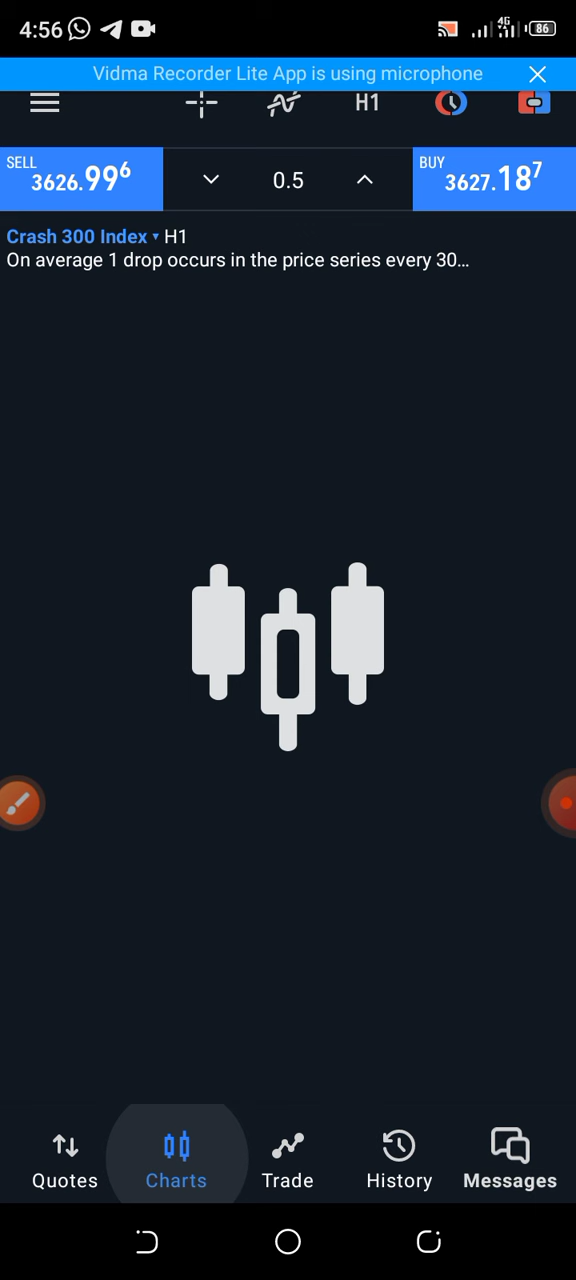 4:56
4G
86
Vidma Recorder Lite App is using microphone
H1
SELL
3626.996
0.5
BUY
3627.187
Crash 300 Index H1
On average 1 drop occurs in the price series every 30...
Quotes
Charts
Trade
History
Messages